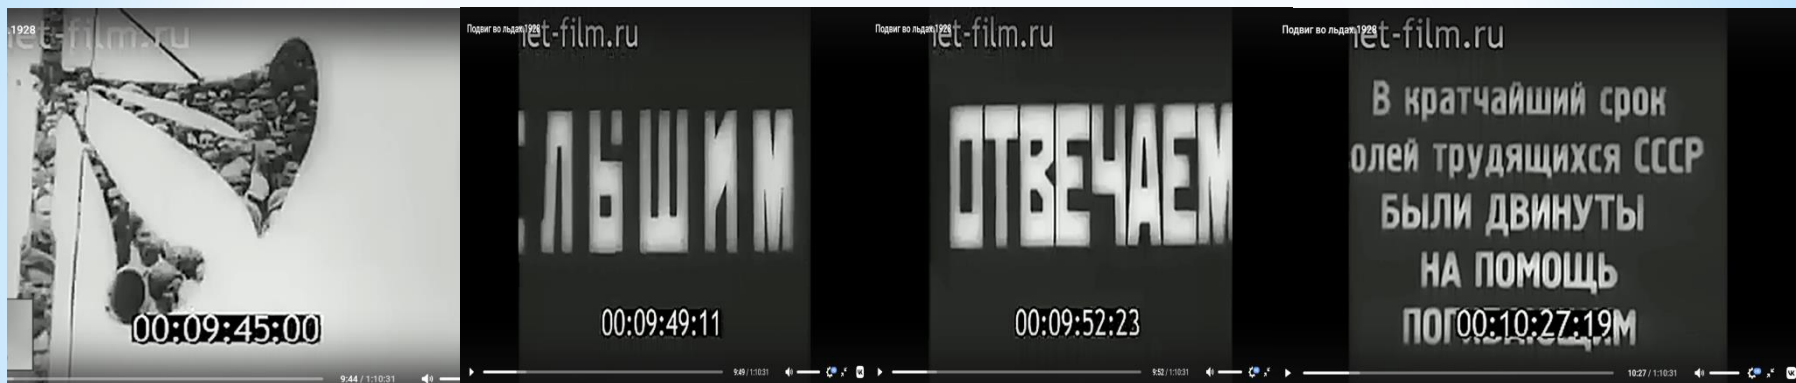 .1928
et-film.ru
00:09:45:00
9:44 / 1:10:31
Подвиг во льдах.1928
et-film.ru
ЛЫШИМ
00:09:49:11
9:49 / 1:10:31
Подвиг во льдах.1928
et-film.ru
ОТВЕЧАЕМ
00:09:52:23
9:52 / 1:10:31
Подвиг во льдах.1928
et-film.ru
В кратчайший срок
олей трудящихся СССР
БЫЛИ ДВИНУТЫ
НА ПОМОЩЬ
00:10:27:19
10:27 / 1:10:31